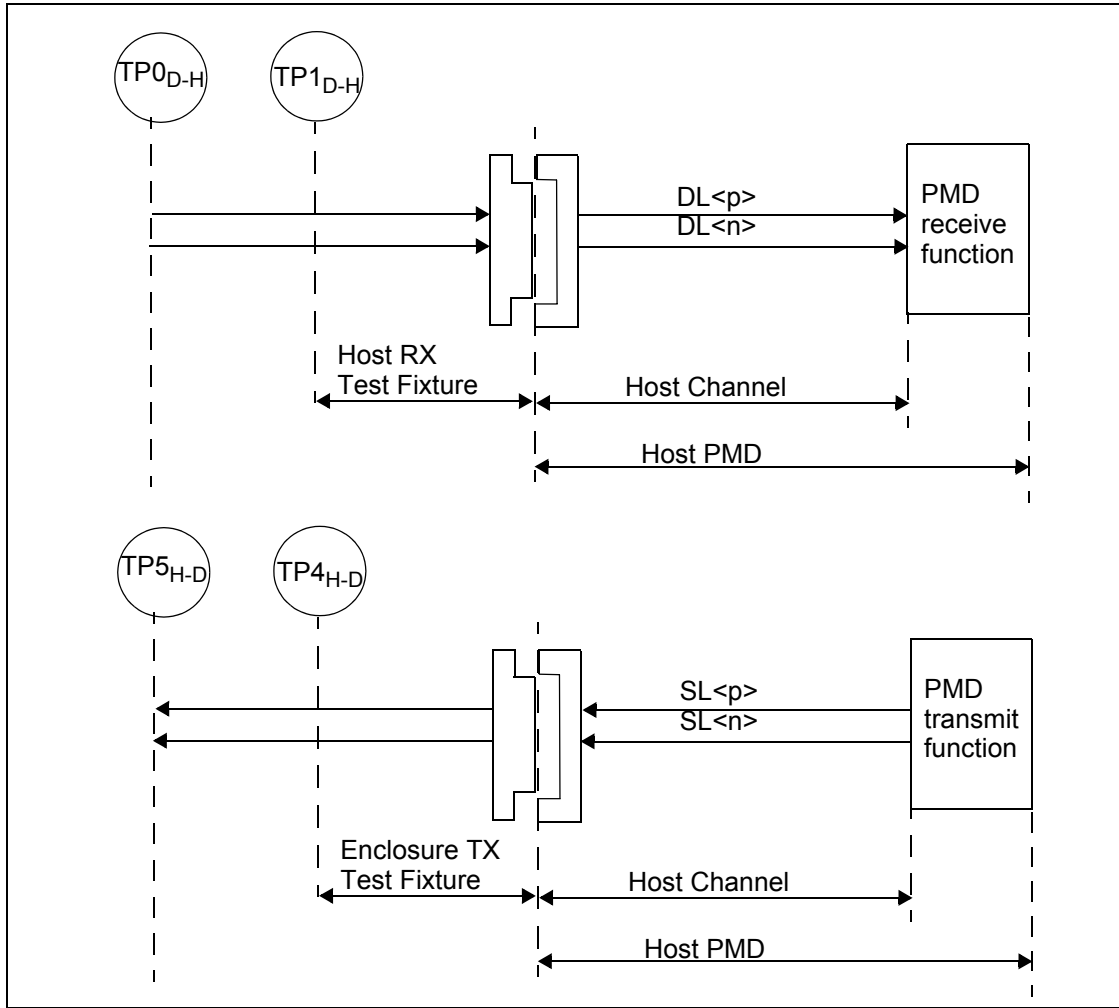 TP0D-H
TP1D-H
DL<p>
DL<n>
PMD
receive
function
Host RX
Test Fixture
Host Channel
Host PMD
TP5H-D
TP4H-D
SL<p>
SL<n>
PMD
transmit
function
Enclosure TX
Test Fixture
Host Channel
Host PMD